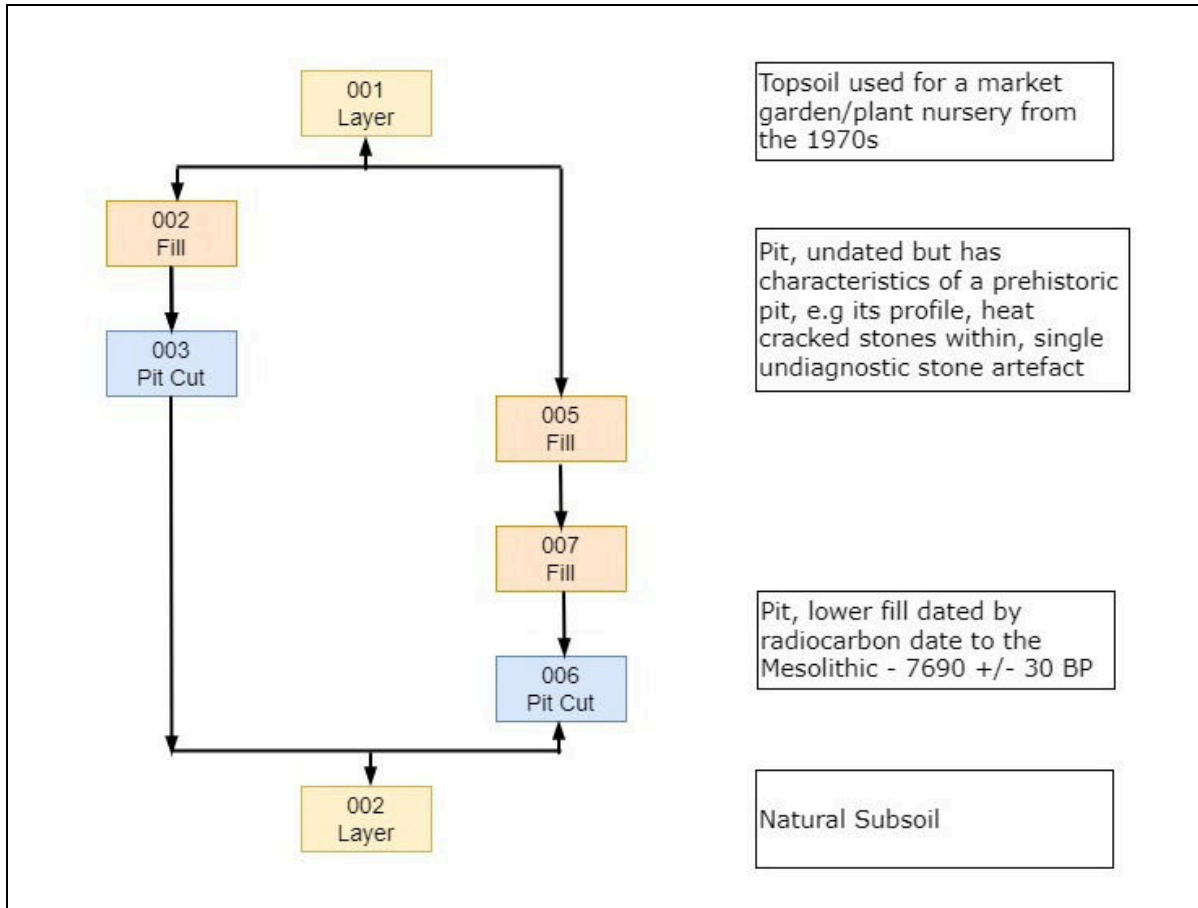 001
Layer
Topsoil used for a market
garden/plant nursery from
the 1970s
002
Fill
Pit, undated but has
characteristics of a prehistoric
pit, e.g its profile, heat
cracked stones within, single
undiagnostic stone artefact
003
Pit Cut
005
Fill
007
Fill
Pit, lower fill dated by
radiocarbon date to the
Mesolithic - 7690 +/- 30 BP
006
Pit Cut
002
Layer
Natural Subsoil